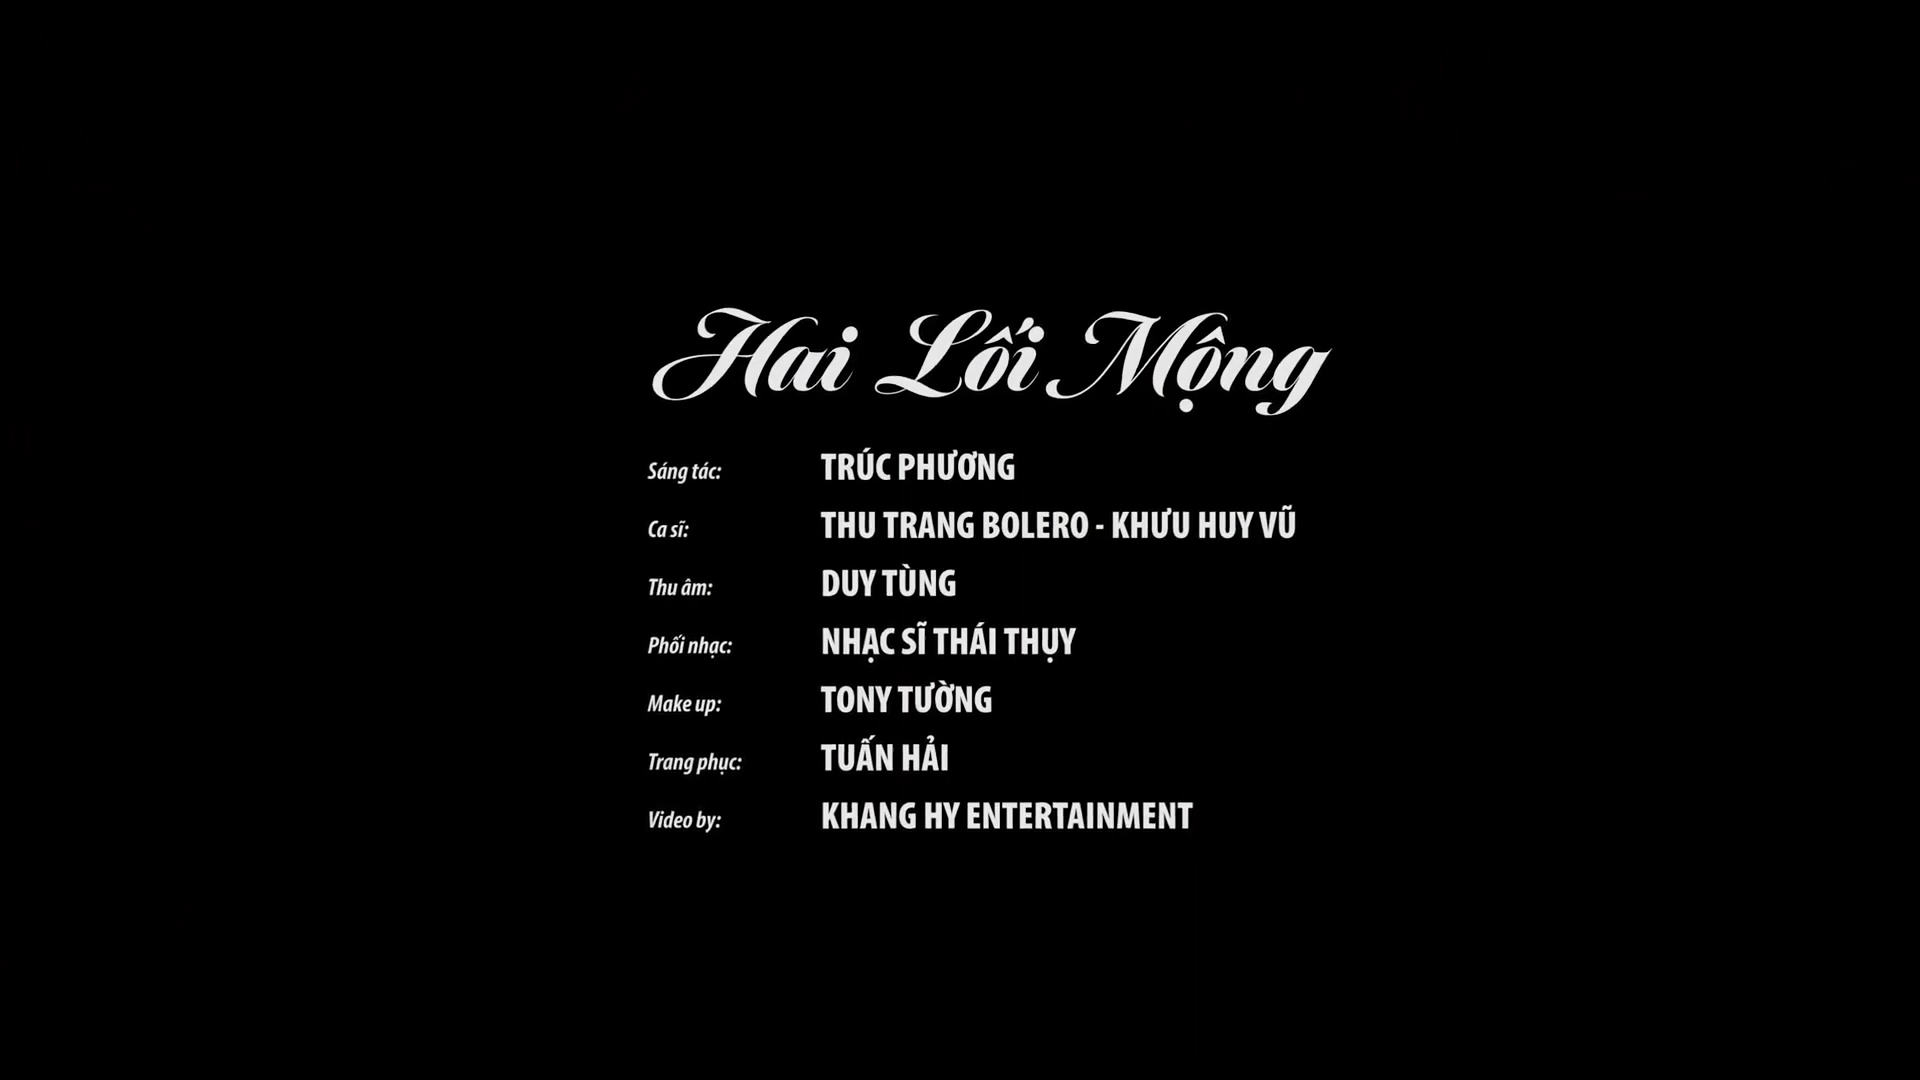 Hai Lối Mộng
Sáng tác: TRÚC PHƯƠNG
Ca sĩ: THU TRANG BOLERO - KHƯU HUY VŨ
Thu âm: DUY TÙNG
Phối nhạc: NHẠC SĨ THÁI THỤY
Make up: TONY TƯỜNG
Trang phục: TUẤN HẢI
Video by: KHANG HY ENTERTAINMENT